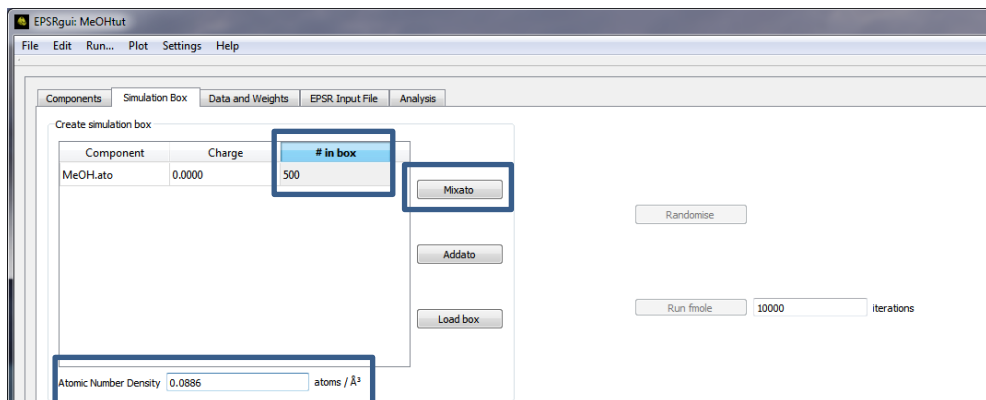 EPSRgui: MeOHtut
File Edit Run... Plot Settings Help
Components Simulation Box Data and Weights EPSR Input File Analysis
Create simulation box
Component Charge # in box
MeOH.ato 0.0000 500
Mixato
Randomise
Addato
Run fmole 10000 iterations
Load box
Atomic Number Density 0.0886 atoms / Å³